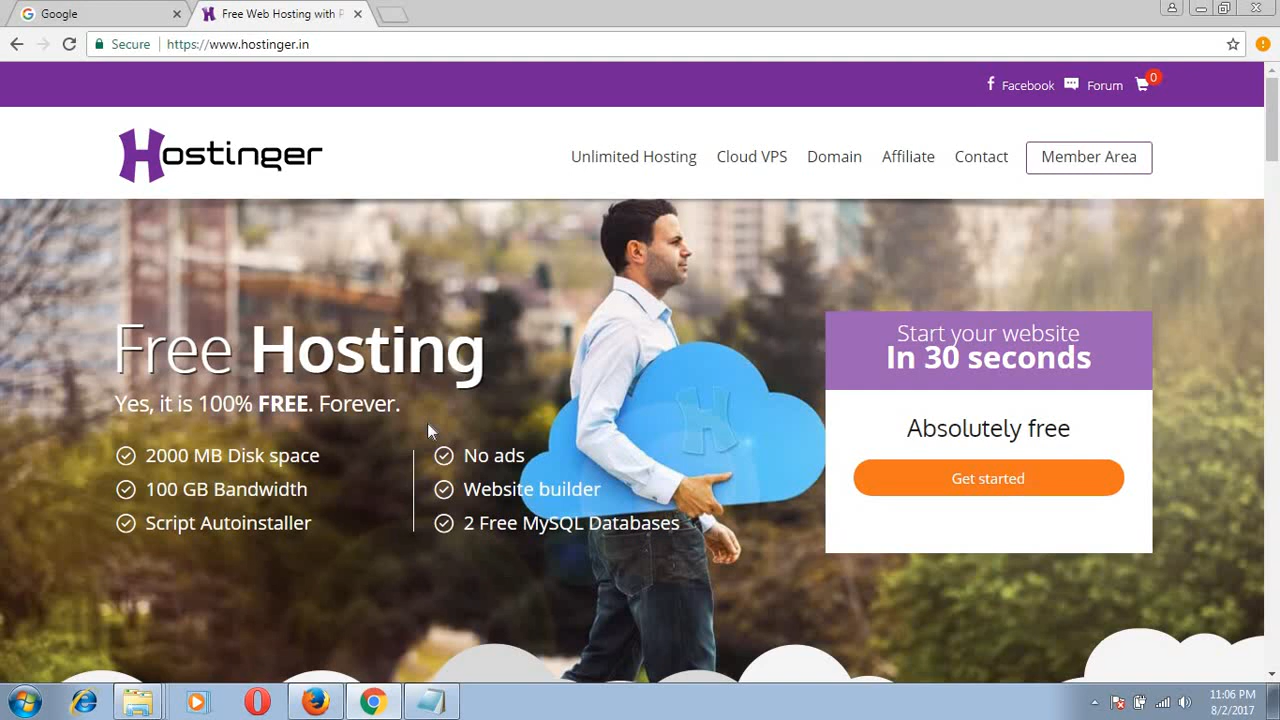 Google
Free Web Hosting with P
Secure
https://www.hostinger.in
Facebook
Forum
0
Hostinger
Unlimited Hosting
Cloud VPS
Domain
Affiliate
Contact
Member Area
Free Hosting
Yes, it is 100% FREE. Forever.
2000 MB Disk space
100 GB Bandwidth
Script Autoinstaller
No ads
Website builder
2 Free MySQL Databases
Start your website
In 30 seconds
Absolutely free
Get started
11:06 PM
8/2/2017